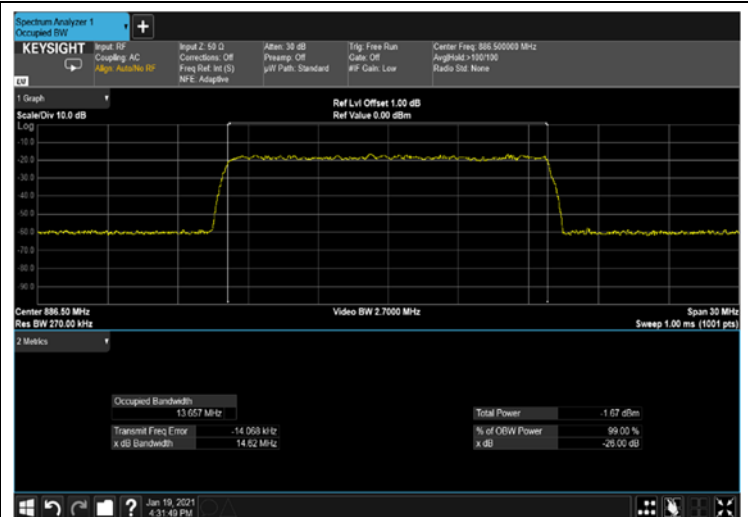 Spectrum Analyzer 1
Occupied BW
KEYSIGHT
Input: RF
Coupling: AC
Align: Auto/No RF
Input Z: 50 Ω
Corrections: Off
Freq Ref: Int (S)
NFE: Adaptive
Atten: 30 dB
Preamp: Off
µW Path: Standard
Trig: Free Run
Gate: Off
#IF Gain: Low
Center Freq: 886.500000 MHz
Avg|Hold:>100/100
Radio Std: None
1 Graph
Scale/Div 10.0 dB
Ref Lvl Offset 1.00 dB
Ref Value 0.00 dBm
Log
-10.0
-20.0
-30.0
-40.0
-50.0
-60.0
-70.0
-80.0
-90.0
Center 886.50 MHz
Res BW 270.00 kHz
Video BW 2.7000 MHz
Span 30 MHz
Sweep 1.00 ms (1001 pts)
2 Metrics
Occupied Bandwidth
13.657 MHz
Transmit Freq Error -14.068 kHz
x dB Bandwidth 14.62 MHz
Total Power -1.67 dBm
% of OBW Power 99.00 %
x dB -26.00 dB
? Jan 19, 2021
4:31:49 PM